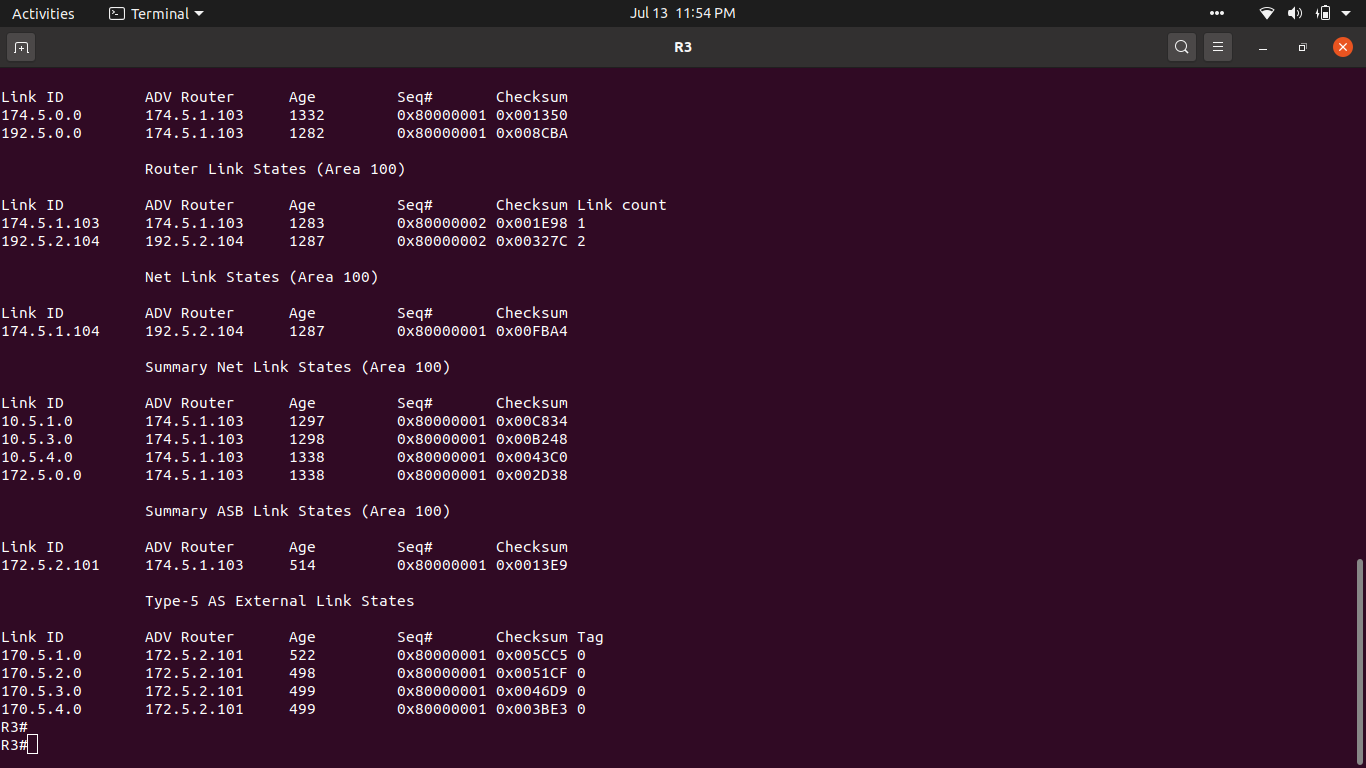 Activities Terminal Jul 13 11:54 PM
R3
Link ID ADV Router Age Seq# Checksum
174.5.0.0 174.5.1.103 1332 0x80000001 0x001350
192.5.0.0 174.5.1.103 1282 0x80000001 0x008CBA
Router Link States (Area 100)
Link ID ADV Router Age Seq# Checksum Link count
174.5.1.103 174.5.1.103 1283 0x80000002 0x001E98 1
192.5.2.104 192.5.2.104 1287 0x80000002 0x00327C 2
Net Link States (Area 100)
Link ID ADV Router Age Seq# Checksum
174.5.1.104 192.5.2.104 1287 0x80000001 0x00FBA4
Summary Net Link States (Area 100)
Link ID ADV Router Age Seq# Checksum
10.5.1.0 174.5.1.103 1297 0x80000001 0x00C834
10.5.3.0 174.5.1.103 1298 0x80000001 0x00B248
10.5.4.0 174.5.1.103 1338 0x80000001 0x0043C0
172.5.0.0 174.5.1.103 1338 0x80000001 0x002D38
Summary ASB Link States (Area 100)
Link ID ADV Router Age Seq# Checksum
172.5.2.101 174.5.1.103 514 0x80000001 0x0013E9
Type-5 AS External Link States
Link ID ADV Router Age Seq# Checksum Tag
170.5.1.0 172.5.2.101 522 0x80000001 0x005CC5 0
170.5.2.0 172.5.2.101 498 0x80000001 0x0051CF 0
170.5.3.0 172.5.2.101 499 0x80000001 0x0046D9 0
170.5.4.0 172.5.2.101 499 0x80000001 0x003BE3 0
R3#
R3#